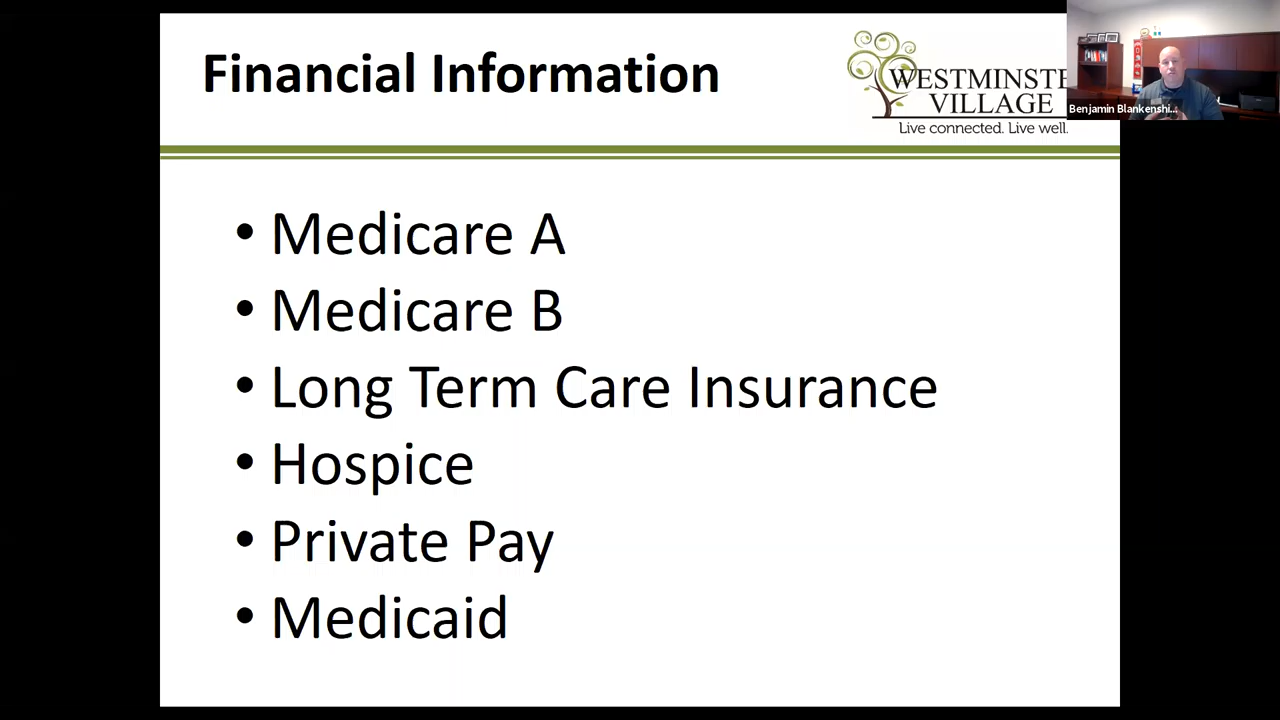 Financial Information
WESTMINSTE
VILLAGE
Live connected. Live well.
Benjamin Blankenshi...
• Medicare A
• Medicare B
• Long Term Care Insurance
• Hospice
• Private Pay
• Medicaid